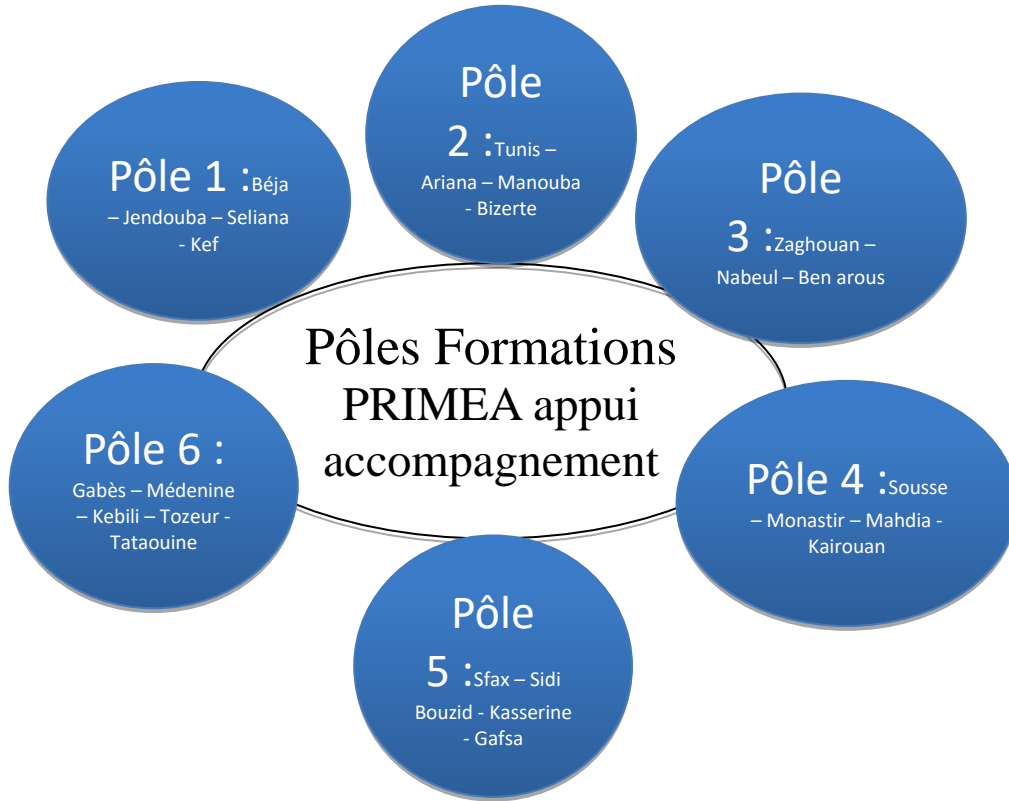 Pôle 1 :Béja
– Jendouba – Seliana
- Kef
Pôle
2 :Tunis –
Ariana – Manouba
- Bizerte
Pôle
3 :Zaghouan –
Nabeul – Ben arous
Pôles Formations
PRIMEA appui
accompagnement
Pôle 6 :
Gabès – Médenine
– Kebili – Tozeur -
Tataouine
Pôle 4 :Sousse
– Monastir – Mahdia -
Kairouan
Pôle
5 :Sfax – Sidi
Bouzid - Kasserine
- Gafsa